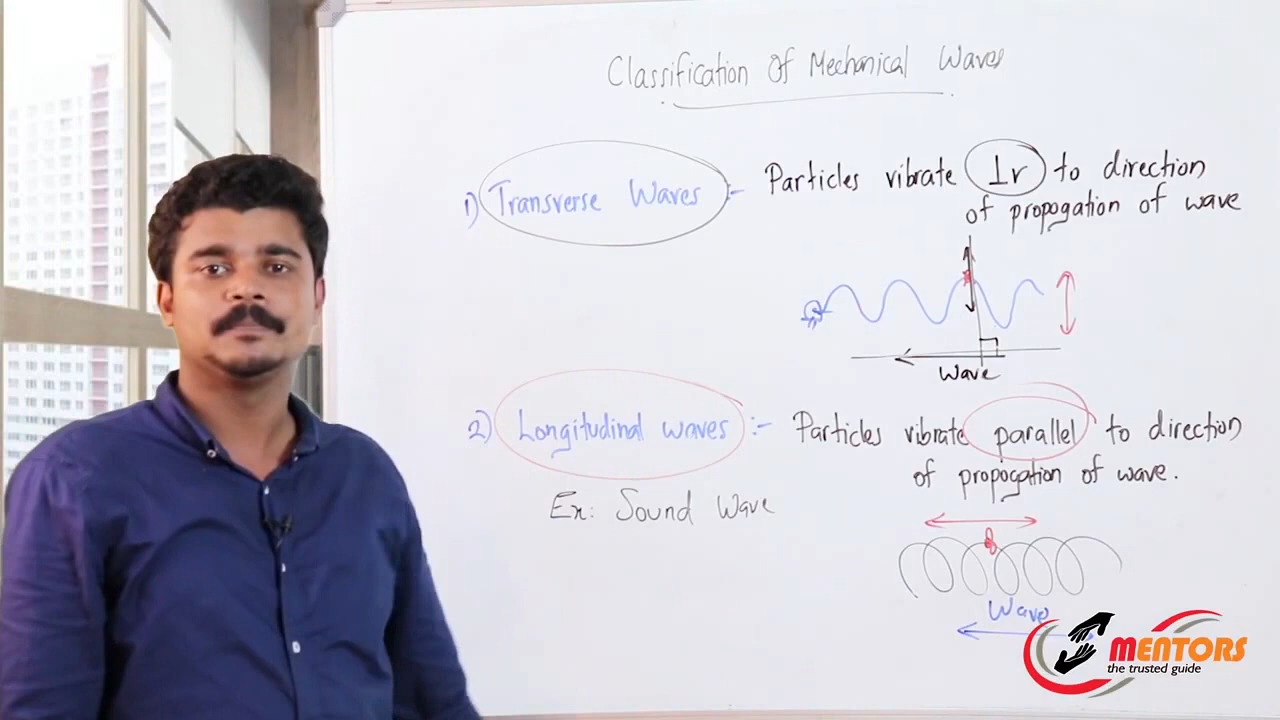 Classification Of Mechanical Waves
1) Transverse Waves :- Particles vibrate ⊥r to direction
of propogation of wave
wave
2) Longitudinal waves :- Particles vibrate parallel to direction
of propogation of wave.
Ex: Sound Wave
Wave
MENTORS
the trusted guide